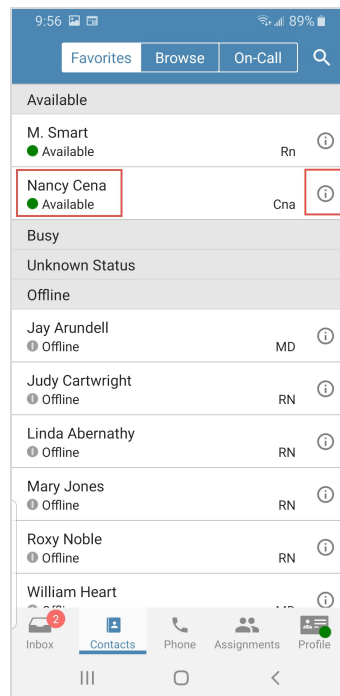 9:56 89%
Favorites Browse On-Call
Available
M. Smart
Available Rn
Nancy Cena
Available Cna
Busy
Unknown Status
Offline
Jay Arundell
Offline MD
Judy Cartwright
Offline RN
Linda Abernathy
Offline RN
Mary Jones
Offline RN
Roxy Noble
Offline RN
William Heart
2
Inbox Contacts Phone Assignments Profile